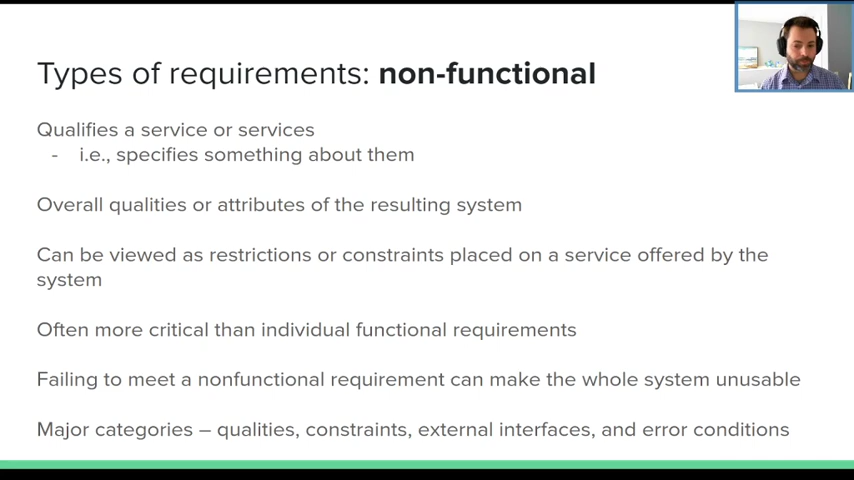 Types of requirements: non-functional
Qualifies a service or services
- i.e., specifies something about them
Overall qualities or attributes of the resulting system
Can be viewed as restrictions or constraints placed on a service offered by the
system
Often more critical than individual functional requirements
Failing to meet a nonfunctional requirement can make the whole system unusable
Major categories – qualities, constraints, external interfaces, and error conditions